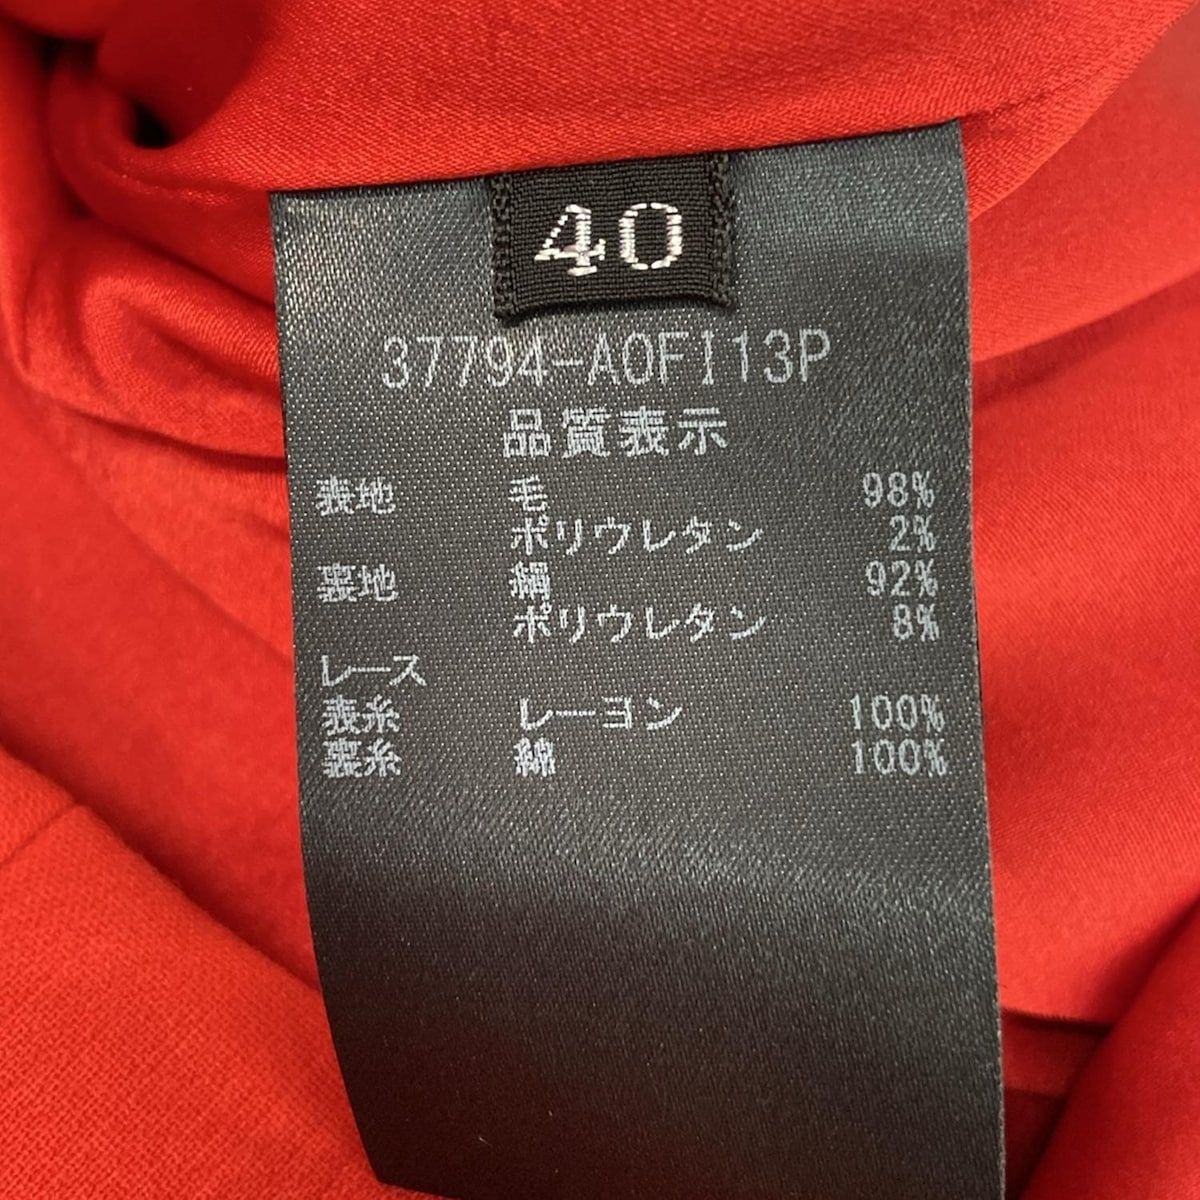 40
37794-A0FI13P
品質表示
表地 毛 98%
ポリウレタン 2%
裏地 絹 92%
ポリウレタン 8%
レース
表糸 レーヨン 100%
裏糸 綿 100%